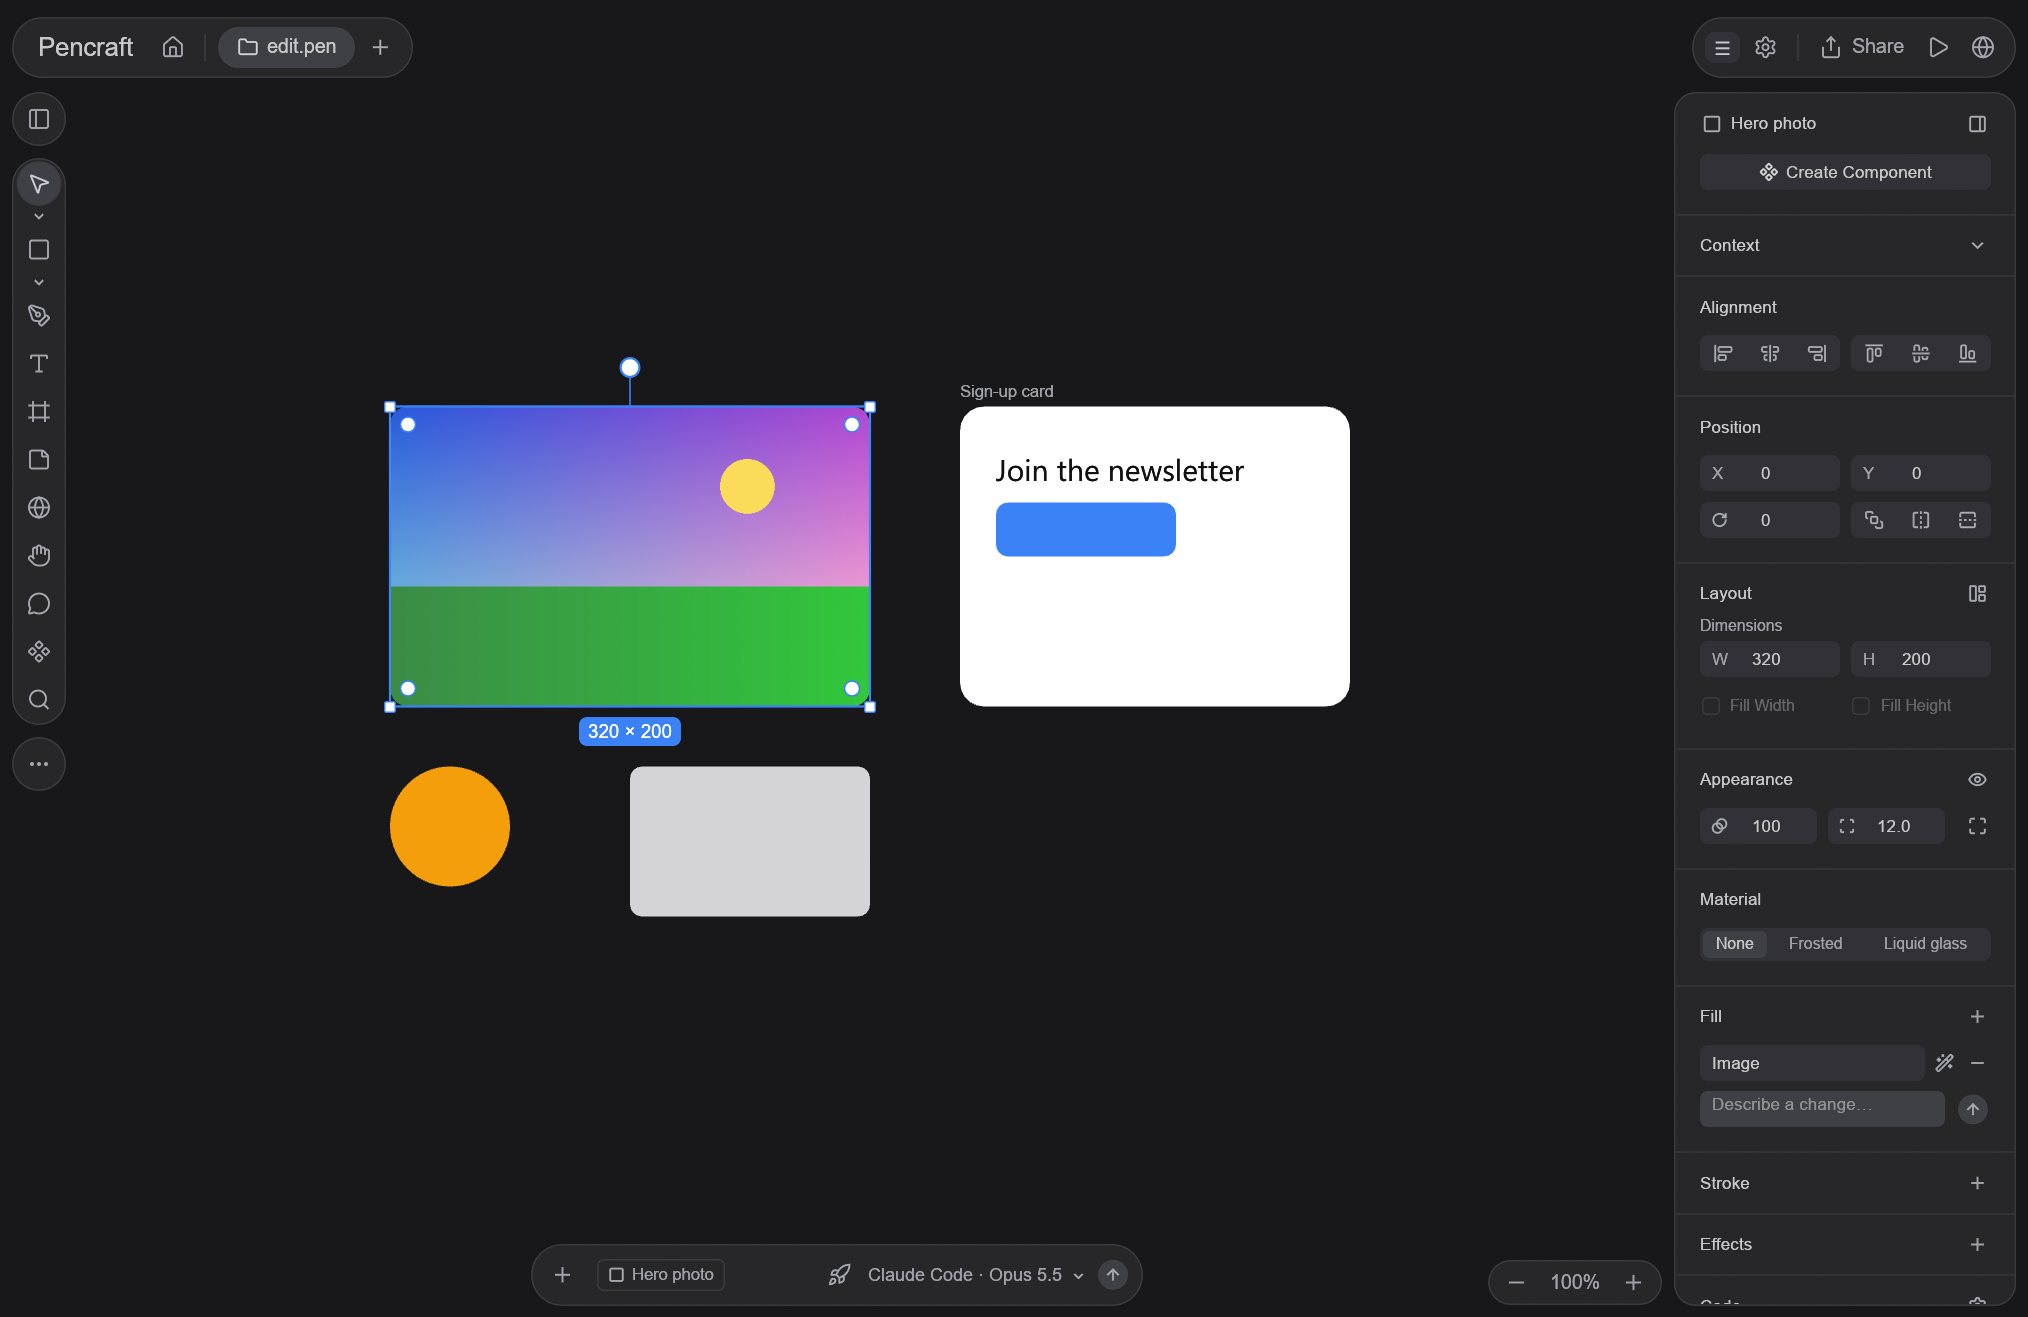 Pencraft
edit.pen
Share
Hero photo
Create Component
Context
Alignment
Position
X 0 Y 0
0
Layout
Dimensions
W 320 H 200
Fill Width Fill Height
Appearance
100 12.0
Material
None Frosted Liquid glass
Fill
Image
Describe a change...
Stroke
Effects
Sign-up card
Join the newsletter
320 × 200
Hero photo
Claude Code · Opus 5.5
100%